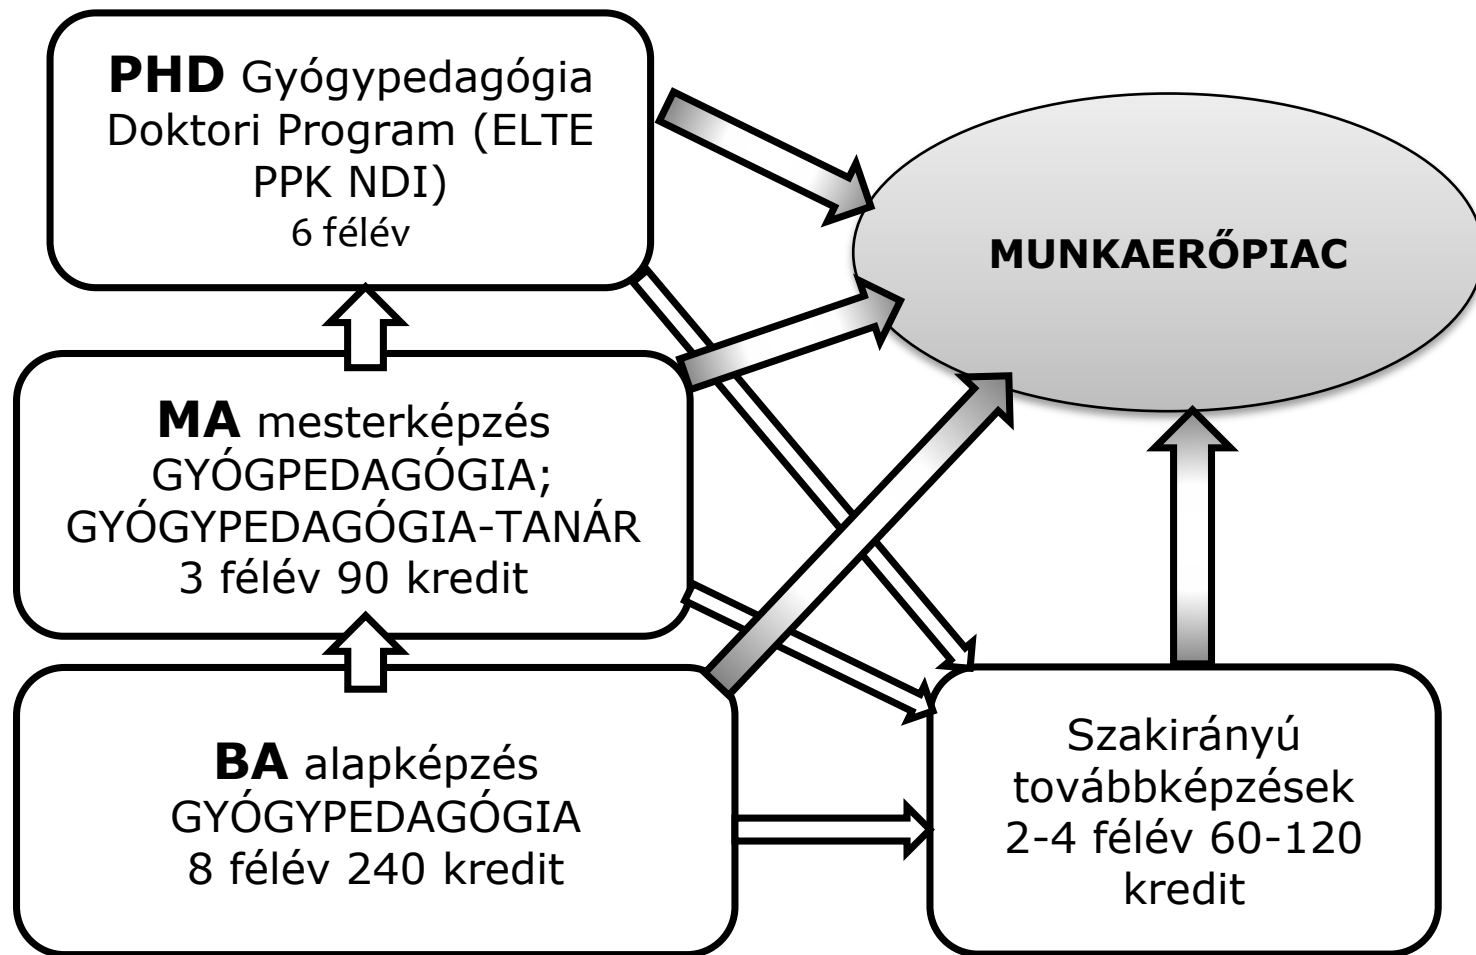 PHD Gyógypedagógia
Doktori Program (ELTE
PPK NDI)
6 félév
MUNKAERŐPIAC
MA mesterképzés
GYÓGPEDAGÓGIA;
GYÓGYPEDAGÓGIA-TANÁR
3 félév 90 kredit
BA alapképzés
GYÓGYPEDAGÓGIA
8 félév 240 kredit
Szakirányú
továbbképzések
2-4 félév 60-120
kredit